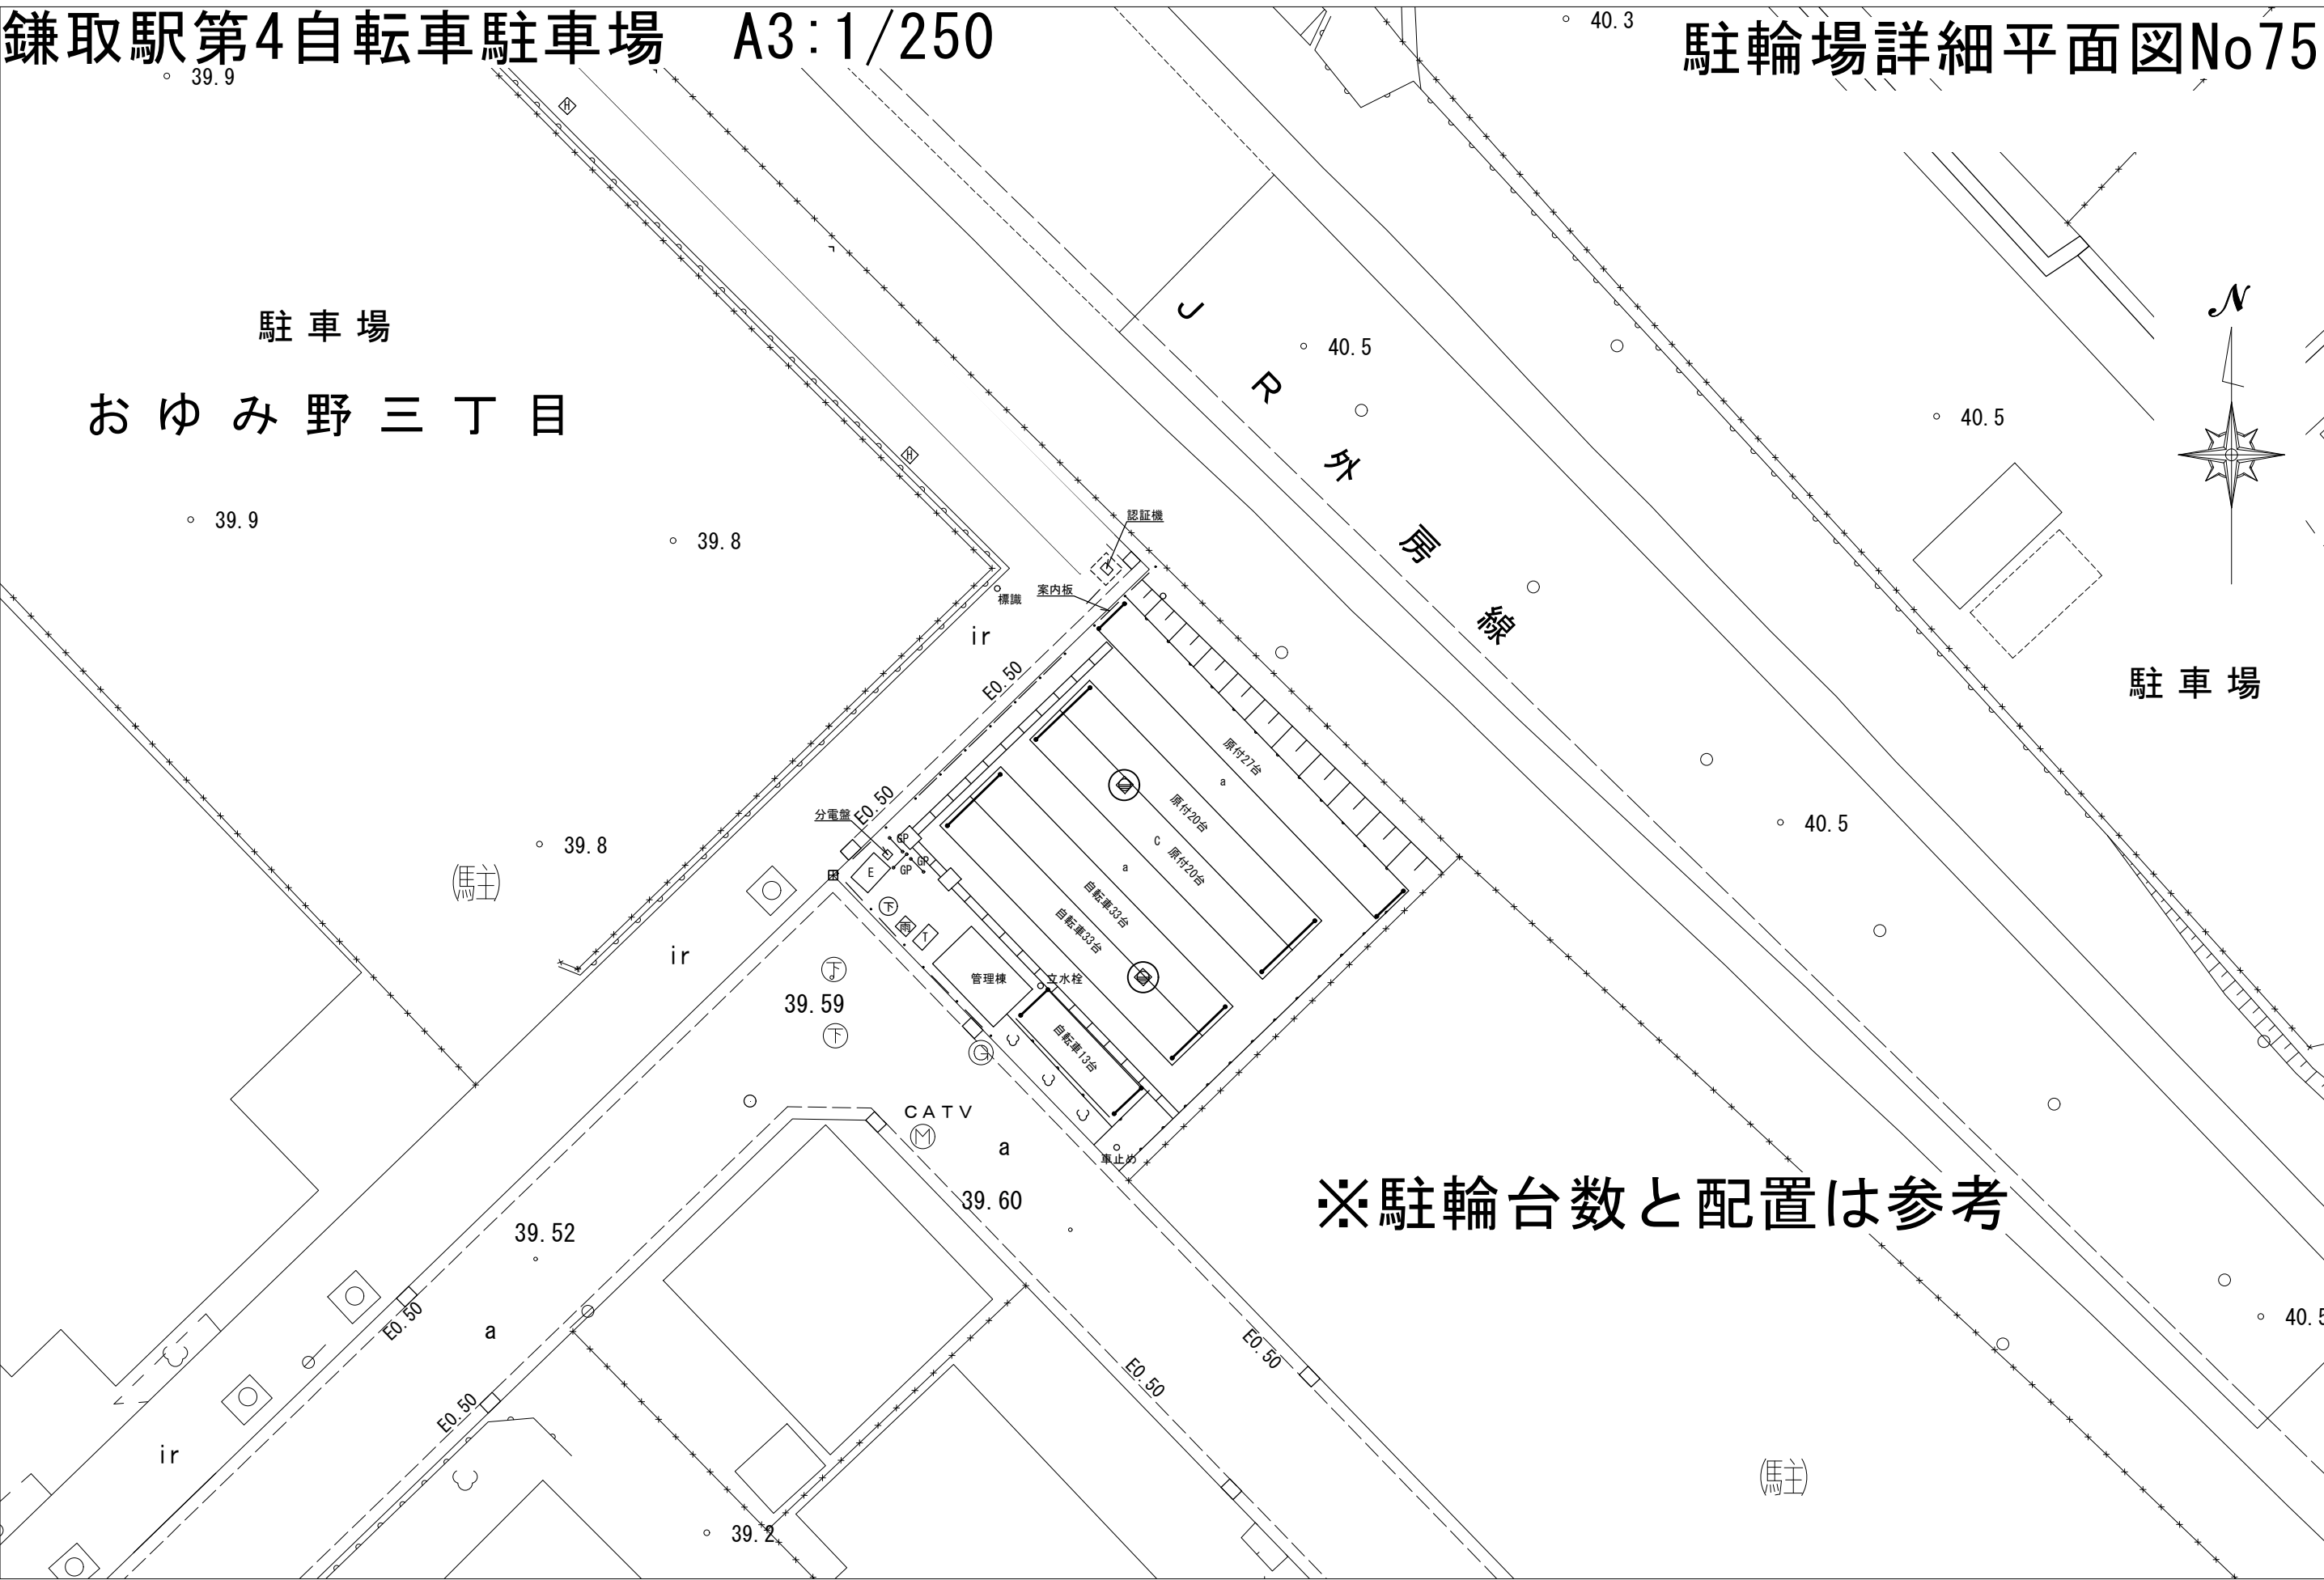 鎌取駅第4自転車駐車場　A3:1/250
駐輪場詳細平面図No75
40.3
39.9
H
駐車場
おゆみ野三丁目
N
JR外房線
40.5
40.5
H
39.9
39.8
認証機
案内板
標識
ir
E0.50
駐車場
原付27台
a
原付20台
C
原付20台
a
自転車33台
自転車33台
40.5
E0.50
分電盤
GP
GP
GP
E
39.8
(駐)
下
雨
T
ir
管理棟
立水栓
下
39.59
下
G
自転車13台
CATV
M
a
車止め
39.60
※駐輪台数と配置は参考
39.52
E0.50
a
E0.50
E0.50
E0.50
40.5
ir
(駐)
39.2